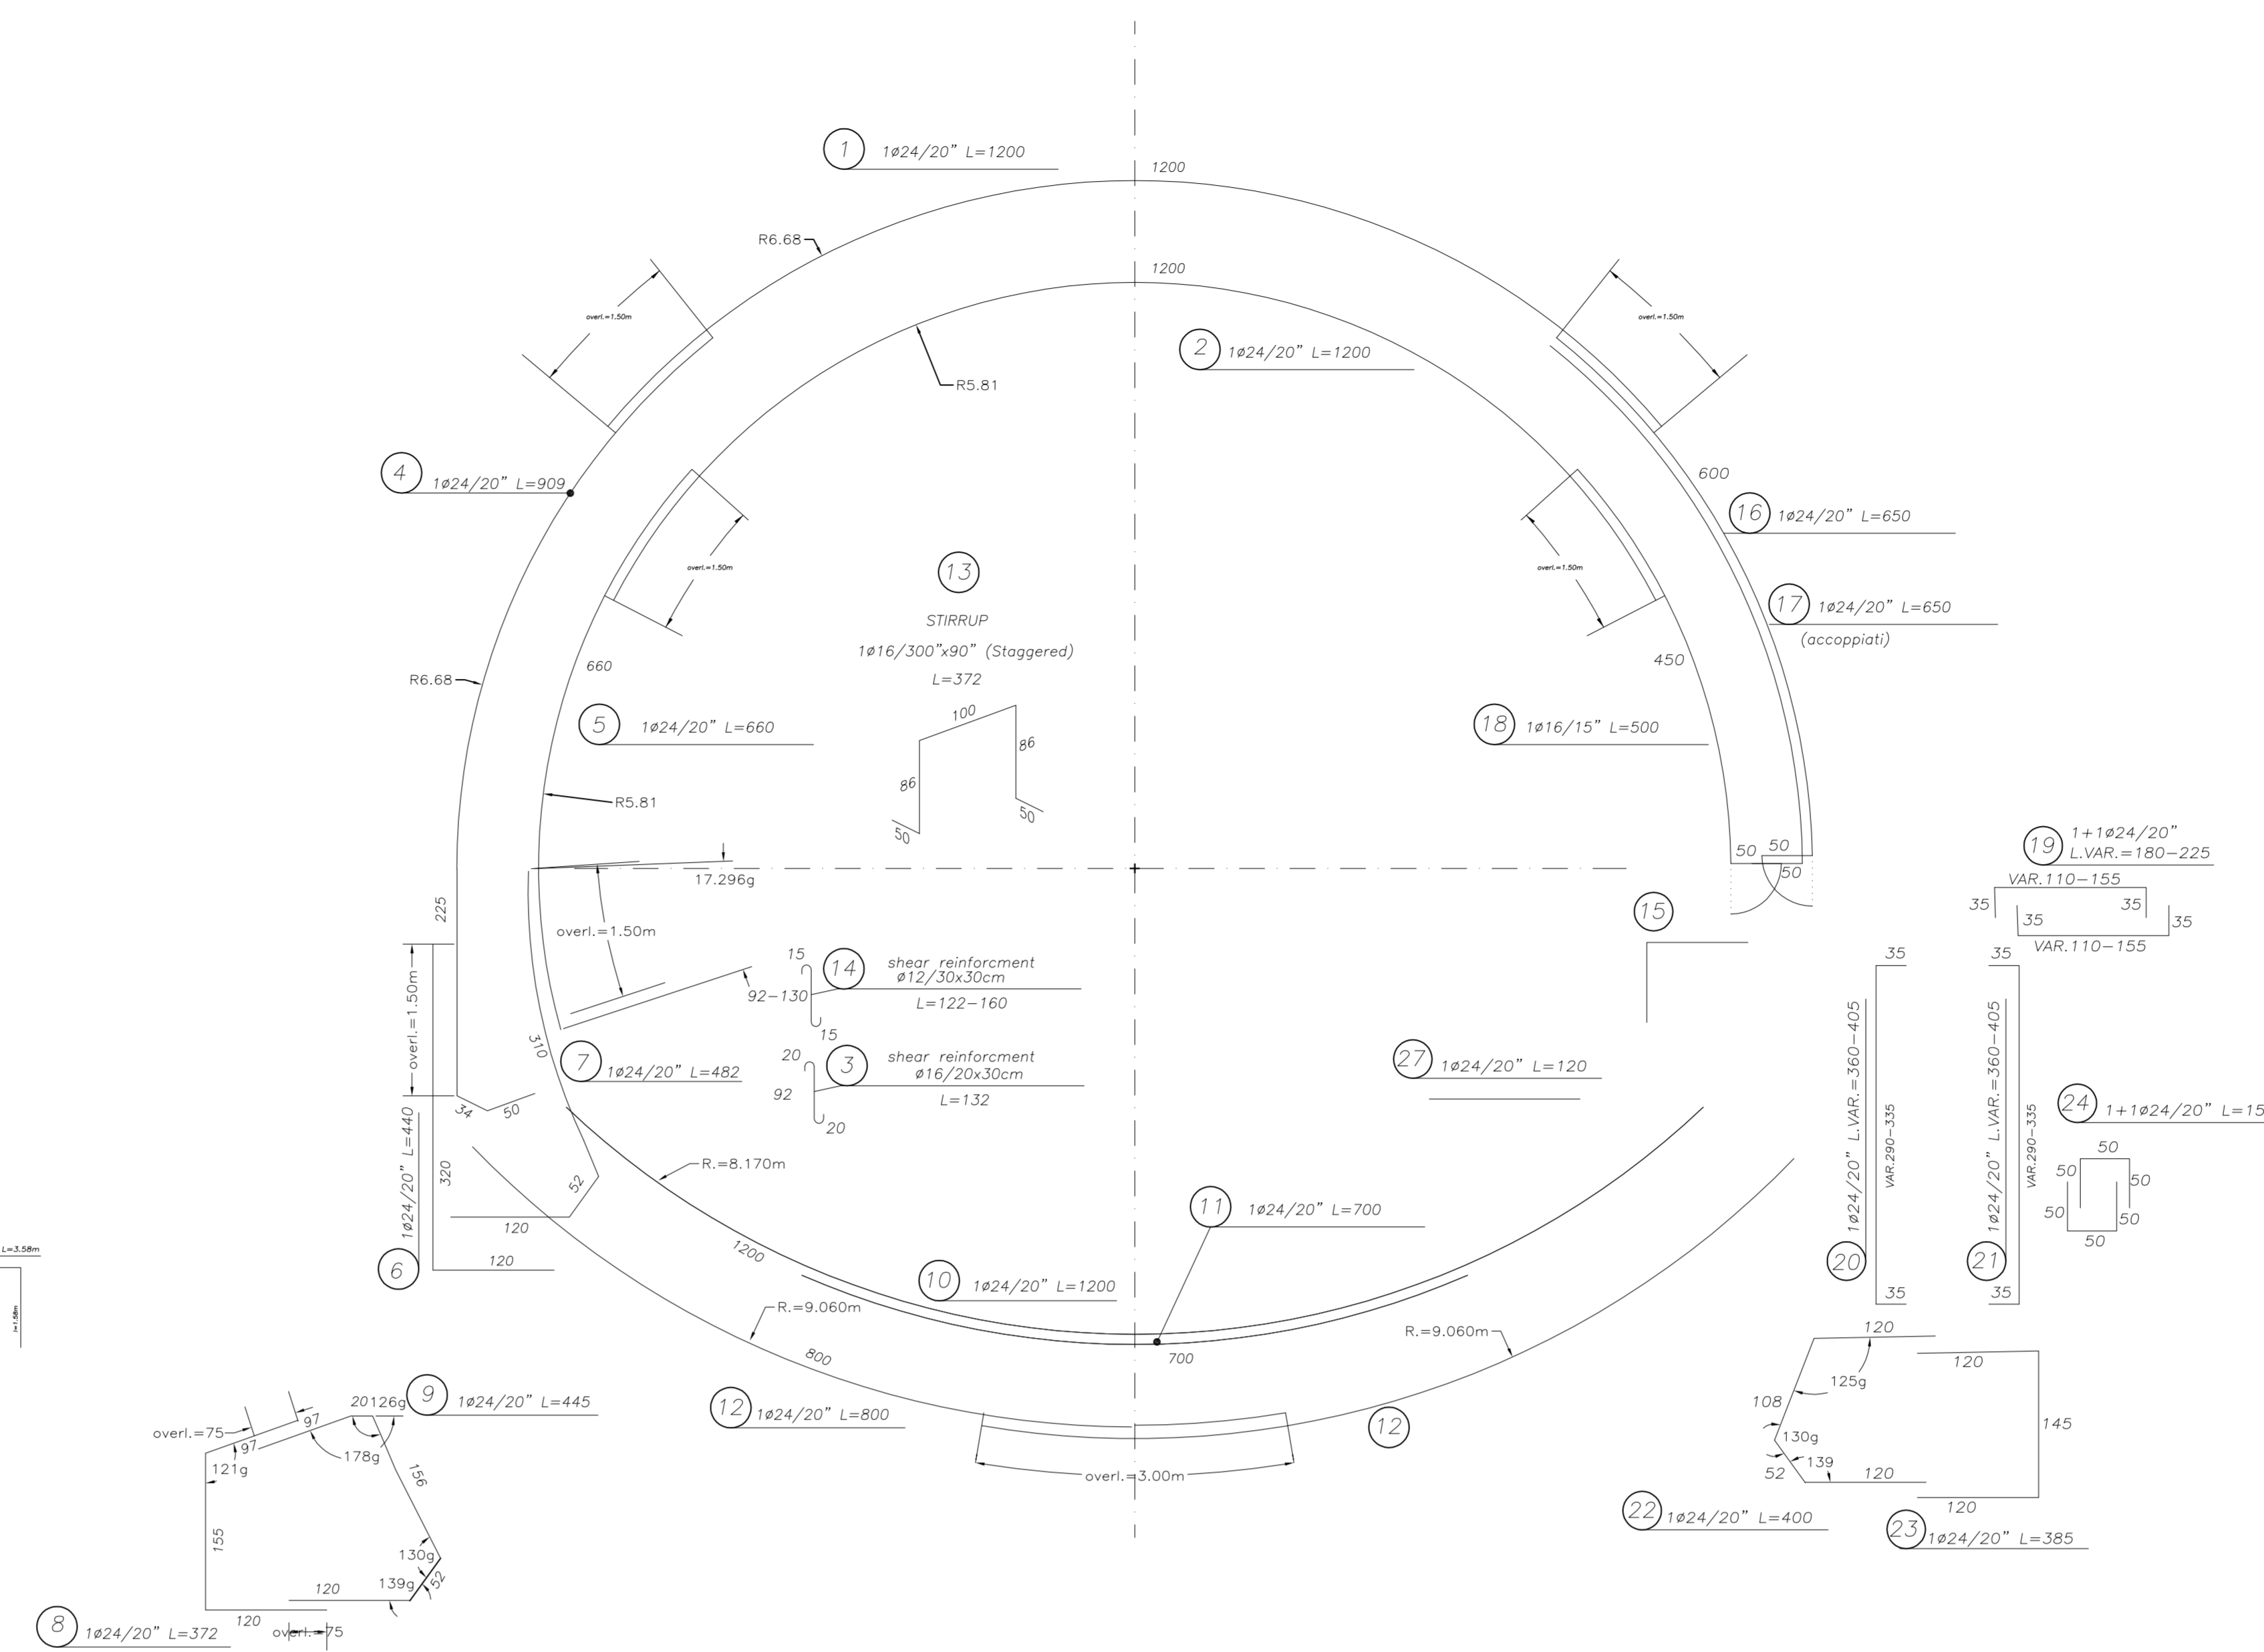 1
1ø24/20" L=1200
1200
R6.68
1200
overl.=1.50m
overl.=1.50m
2
1ø24/20" L=1200
R5.81
4
1ø24/20" L=909
600
16
1ø24/20" L=650
overl.=1.50m
13
overl.=1.50m
17
1ø24/20" L=650
(accoppiati)
STIRRUP
1ø16/300"x90" (Staggered)
L=372
660
450
R6.68
5
1ø24/20" L=660
100
86
86
50
50
18
1ø16/15" L=500
R5.81
17.296g
50
50
50
19
1+1ø24/20"
L.VAR.=180-225
VAR.110-155
35
35
35
35
VAR.110-155
225
overl.=1.50m
15
overl.=1.50m
15
92-130
15
14
shear reinforcment
ø12/30x30cm
L=122-160
310
7
1ø24/20" L=482
20
92
20
3
shear reinforcment
ø16/20x30cm
L=132
27
1ø24/20" L=120
35
35
1ø24/20" L.VAR.=360-405
VAR.290-335
20
35
1ø24/20" L.VAR.=360-405
VAR.290-335
21
35
24
1+1ø24/20" L=15
50
50
50
50
50
50
34
50
1ø24/20" L=440
320
6
52
120
120
R.=8.170m
1200
11
1ø24/20" L=700
10
1ø24/20" L=1200
R.=9.060m
R.=9.060m
800
700
12
1ø24/20" L=800
12
overl.=3.00m
L=3.58m
l=1.58m
9
1ø24/20" L=445
20
126g
97
overl.=75
97
121g
178g
156
155
130g
52
139g
120
120
overl.=75
8
1ø24/20" L=372
120
125g
108
130g
52
139
120
120
145
120
22
1ø24/20" L=400
23
1ø24/20" L=385